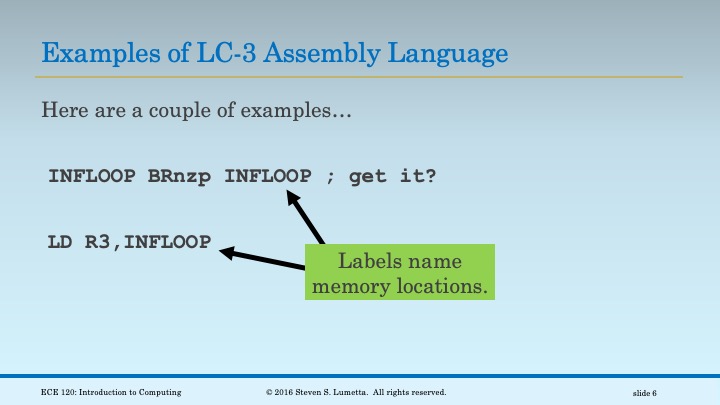 Examples of LC-3 Assembly Language
Here are a couple of examples…
INFLOOP BRnzp INFLOOP ; get it?
LD R3,INFLOOP
Labels name
memory locations.
ECE 120: Introduction to Computing
© 2016 Steven S. Lumetta. All rights reserved.
slide 6